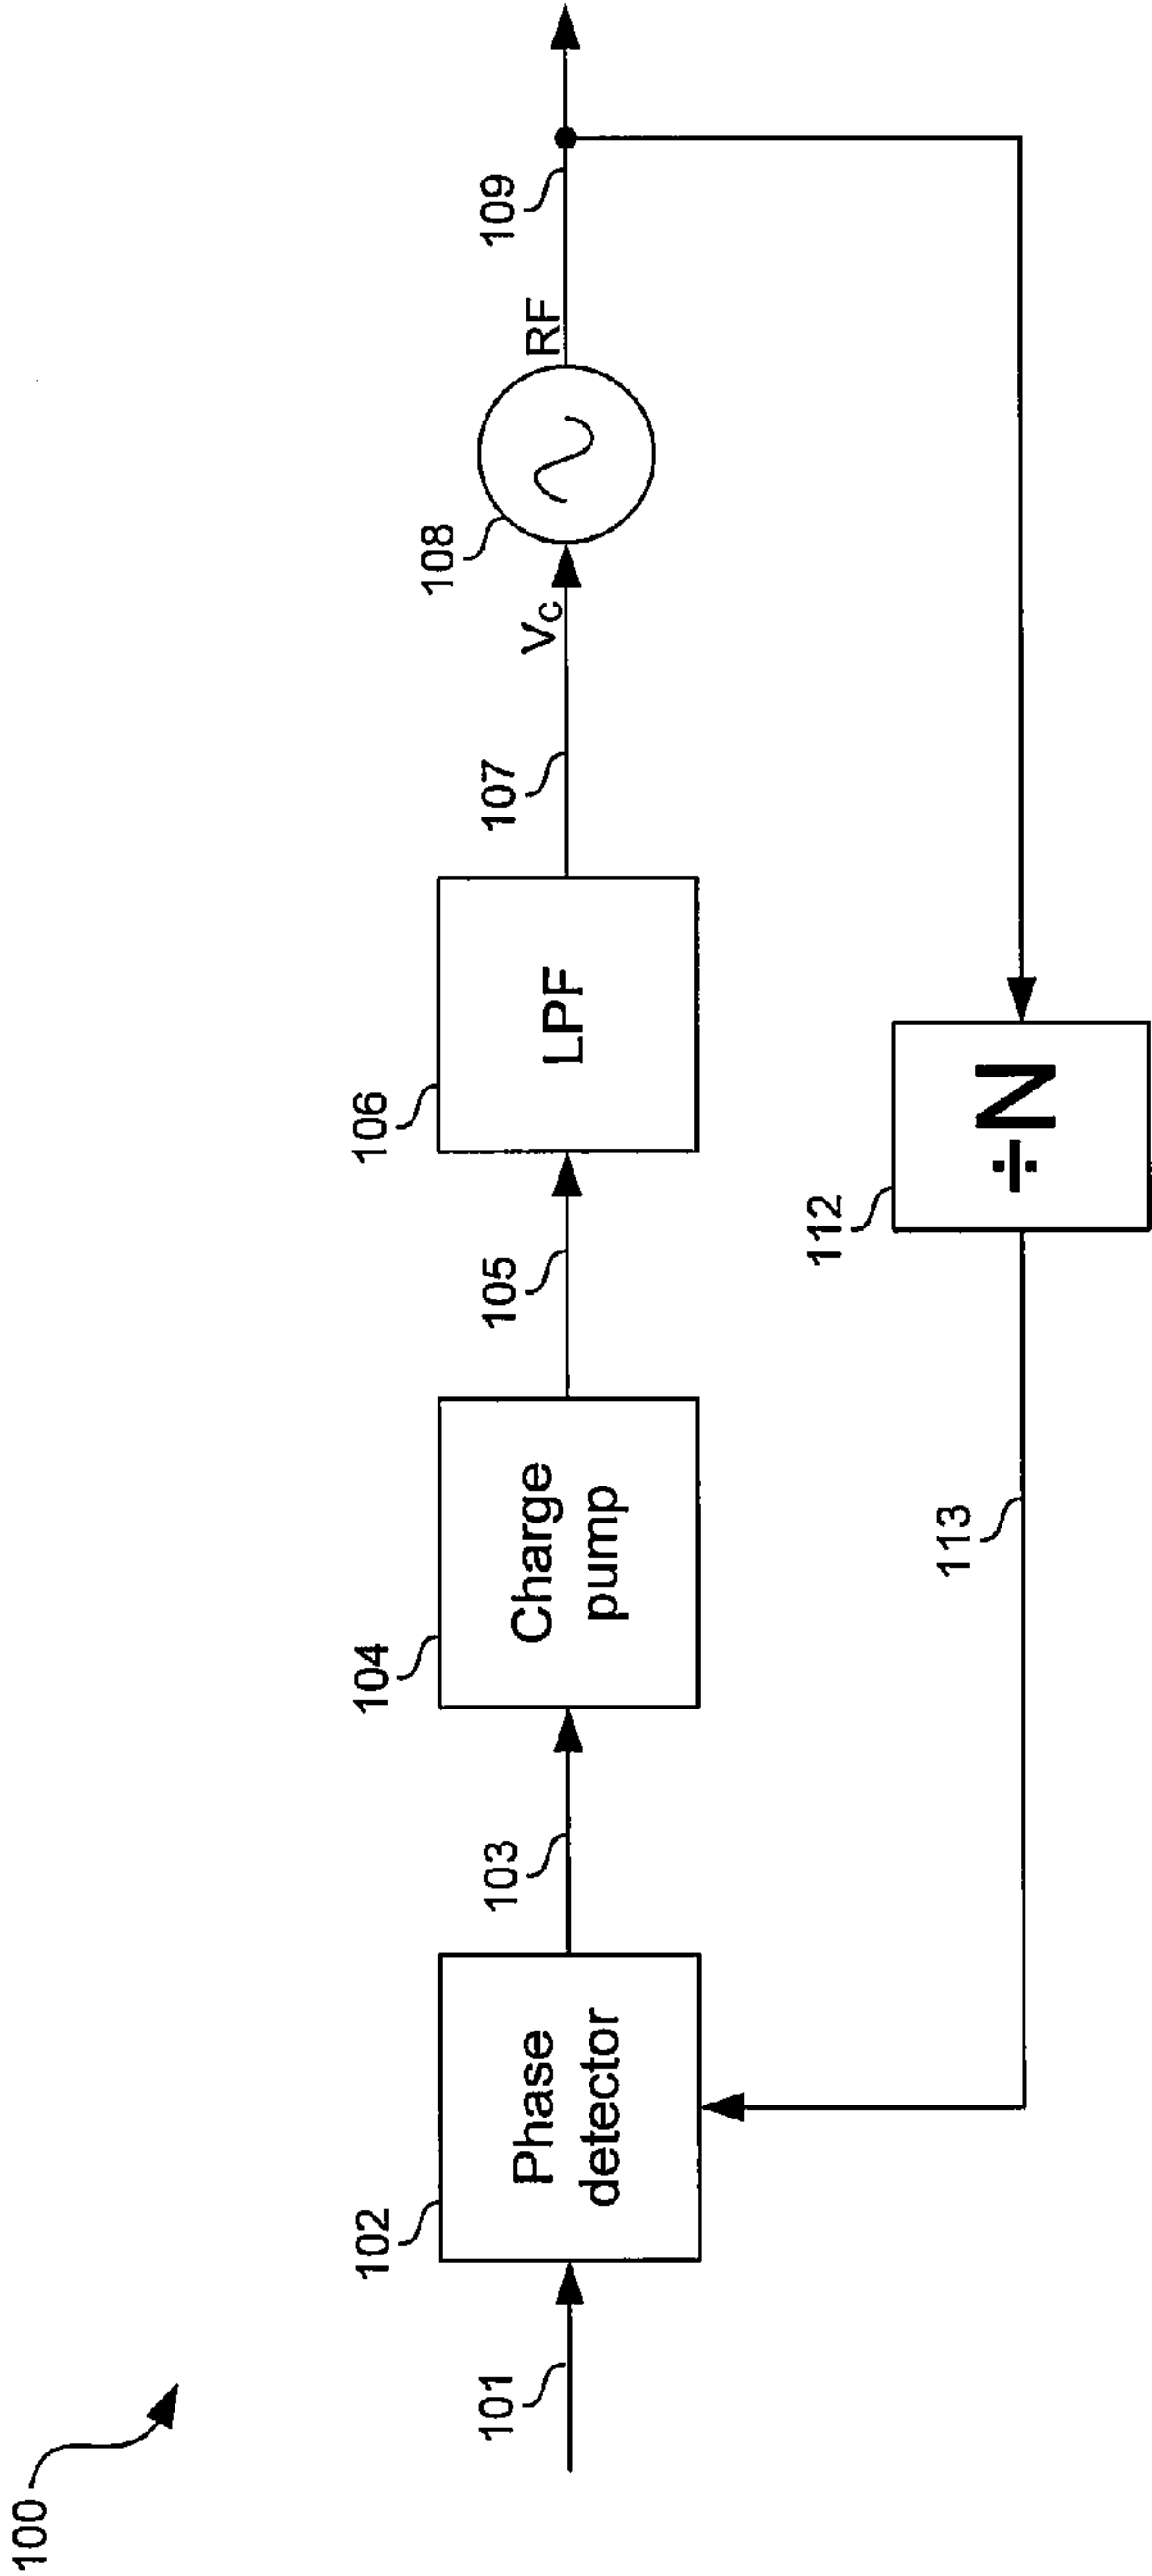 100
101
102
Phase
detector
103
104
Charge
pump
105
106
LPF
107
VC
108
RF
109
112
÷N
113